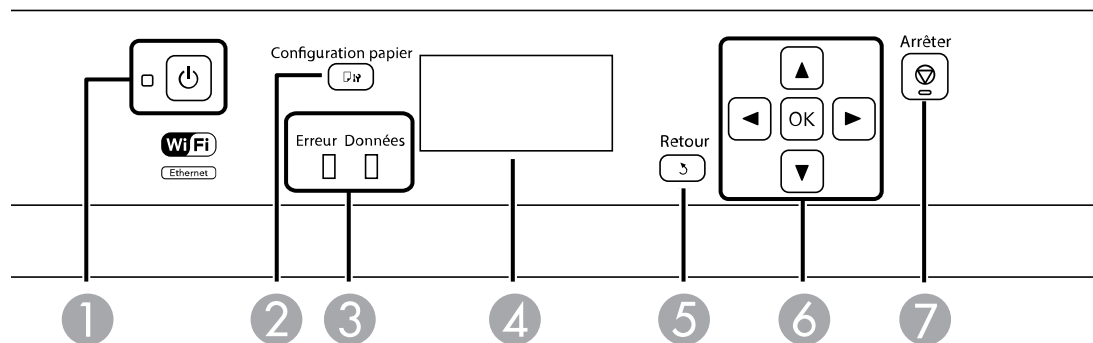 Configuration papier
Arrêter
OK
Erreur Données
WiFi
Retour
Ethernet
1 2 3 4 5 6 7